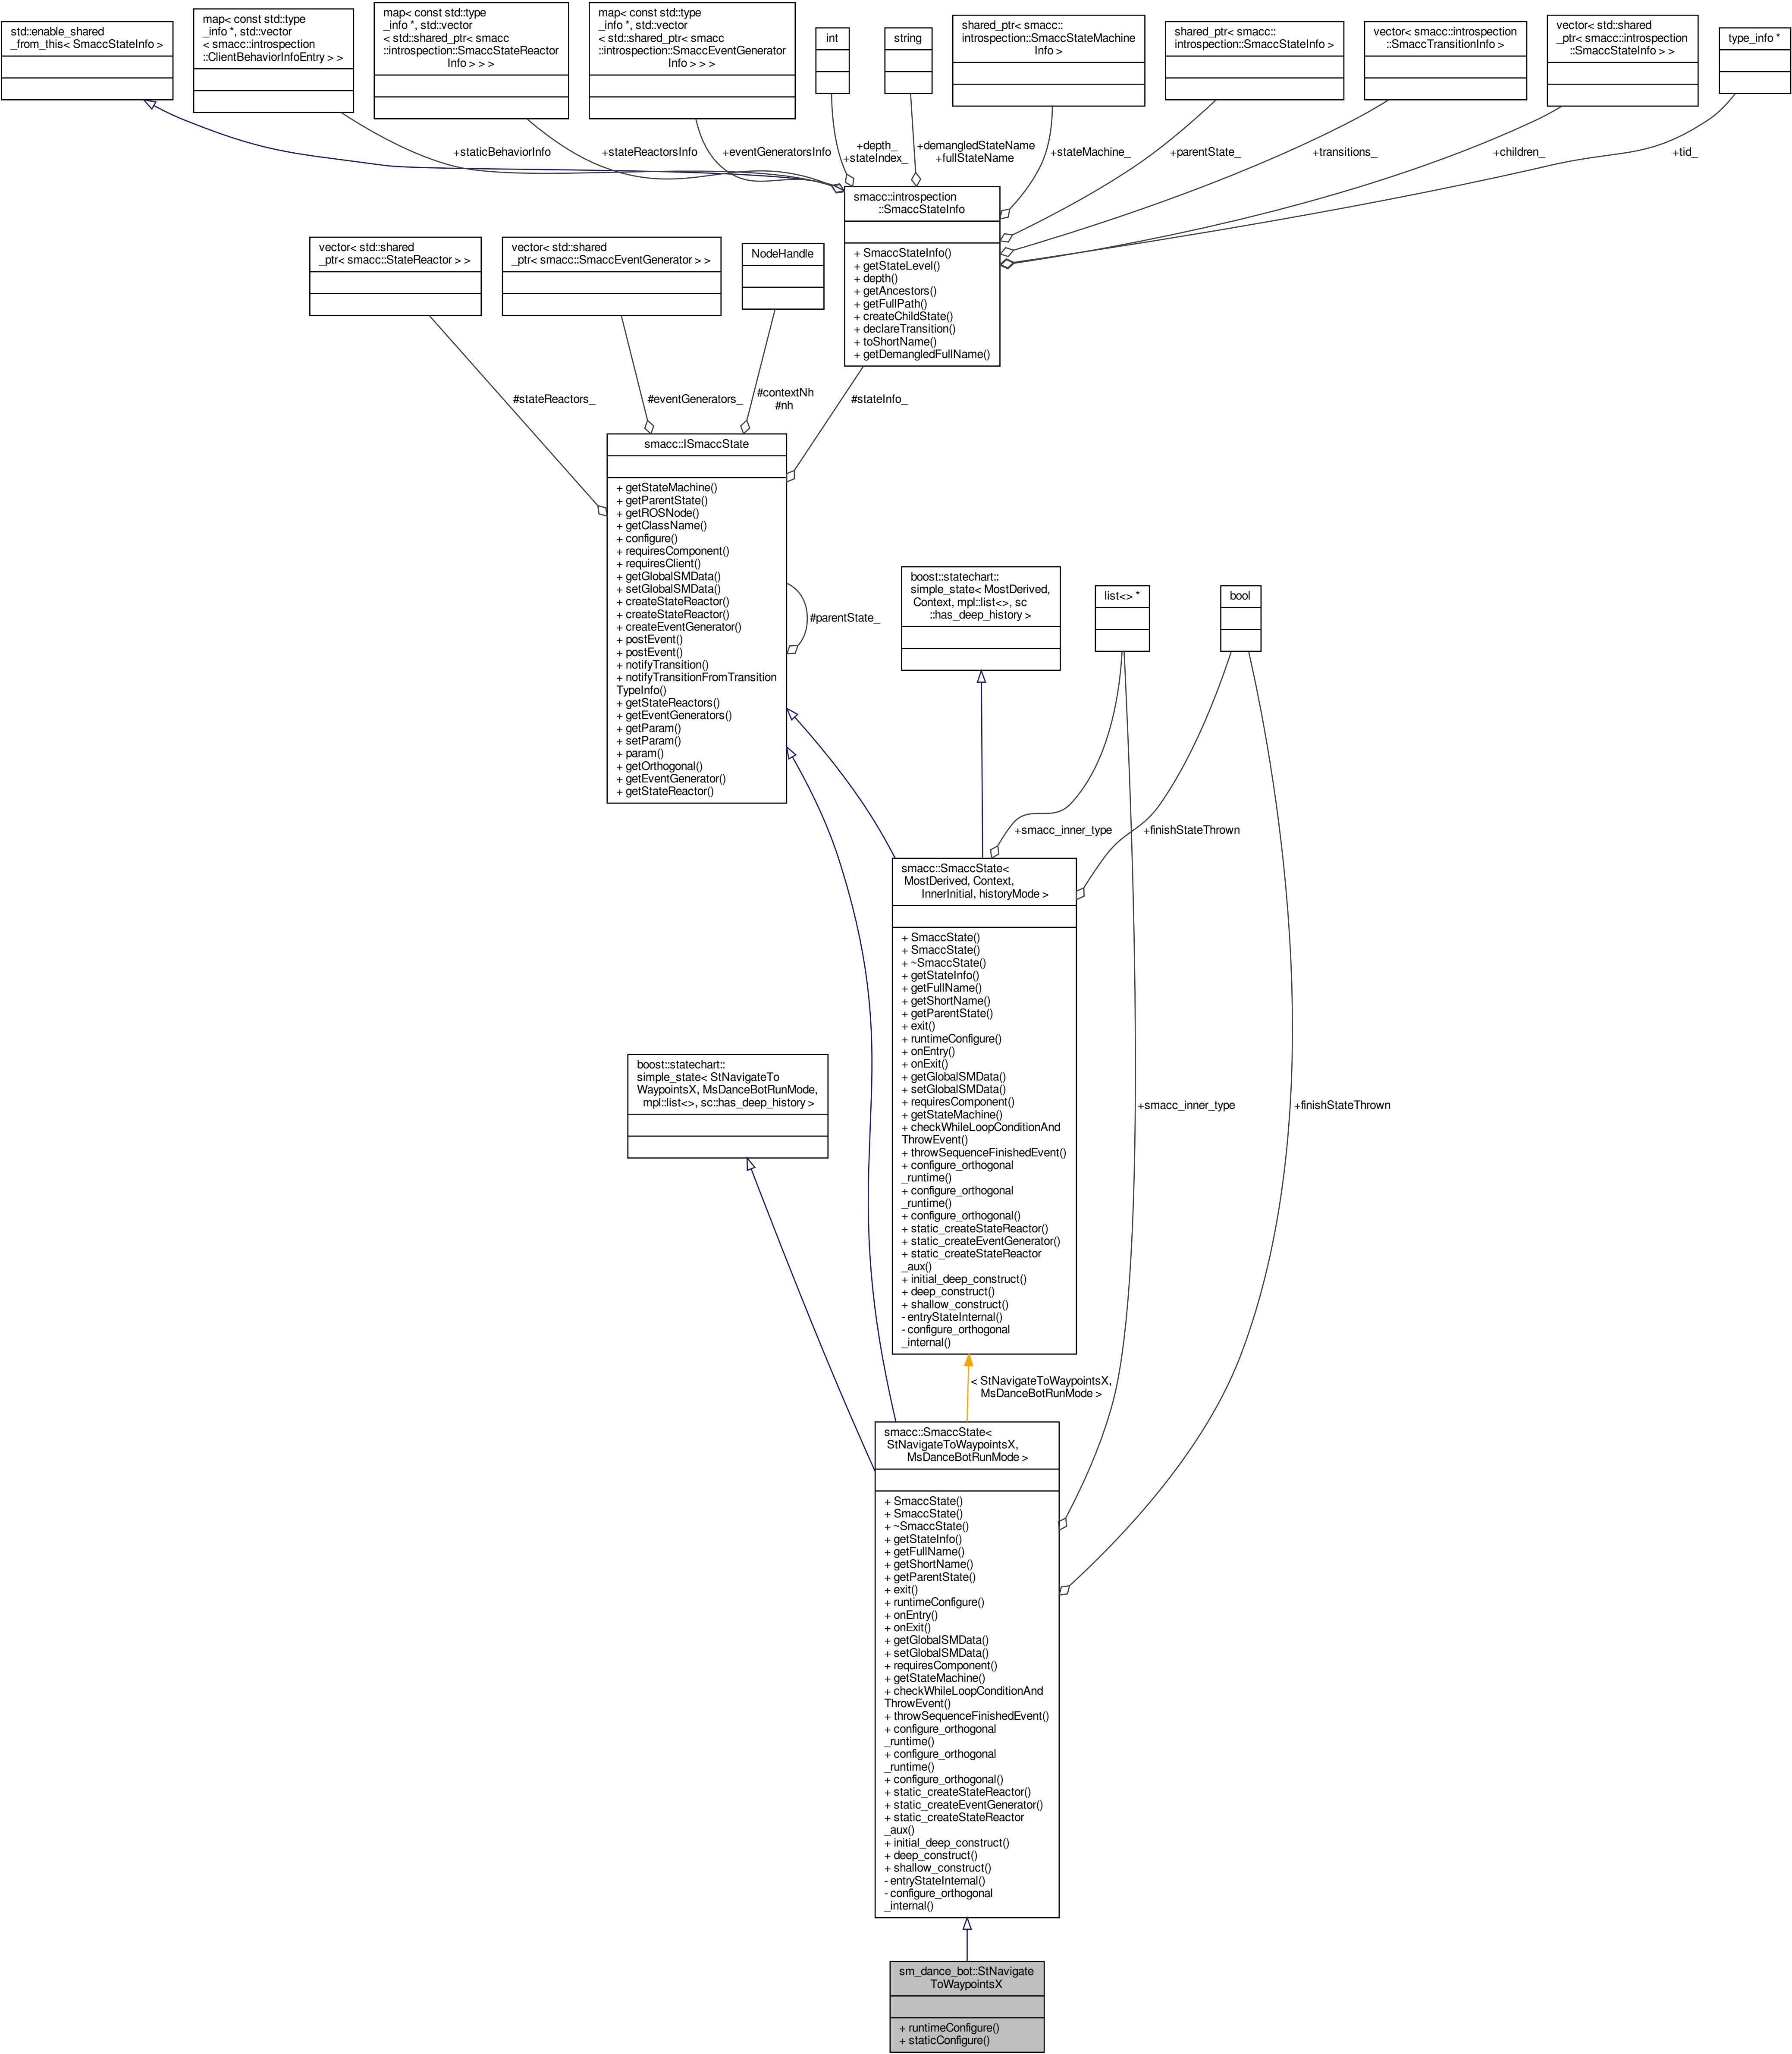 std::enable_shared
_from_this< SmaccStateInfo >
map< const std::type
_info *, std::vector
< smacc::introspection
::ClientBehaviorInfoEntry > >
map< const std::type
_info *, std::vector
< std::shared_ptr< smacc
::introspection::SmaccStateReactor
Info > > >
map< const std::type
_info *, std::vector
< std::shared_ptr< smacc
::introspection::SmaccEventGenerator
Info > > >
int
string
shared_ptr< smacc::
introspection::SmaccStateMachine
Info >
shared_ptr< smacc::
introspection::SmaccStateInfo >
vector< smacc::introspection
::SmaccTransitionInfo >
vector< std::shared
_ptr< smacc::introspection
::SmaccStateInfo > >
type_info *
+staticBehaviorInfo
+stateReactorsInfo
+eventGeneratorsInfo
+depth_
+stateIndex_
+demangledStateName
+fullStateName
+stateMachine_
+parentState_
+transitions_
+children_
+tid_
smacc::introspection
::SmaccStateInfo
+ SmaccStateInfo()
+ getStateLevel()
+ depth()
+ getAncestors()
+ getFullPath()
+ createChildState()
+ declareTransition()
+ toShortName()
+ getDemangledFullName()
vector< std::shared
_ptr< smacc::StateReactor > >
vector< std::shared
_ptr< smacc::SmaccEventGenerator > >
NodeHandle
#stateReactors_
#eventGenerators_
#contextNh
#nh
#stateInfo_
smacc::ISmaccState
+ getStateMachine()
+ getParentState()
+ getROSNode()
+ getClassName()
+ configure()
+ requiresComponent()
+ requiresClient()
+ getGlobalSMData()
+ setGlobalSMData()
+ createStateReactor()
+ createStateReactor()
+ createEventGenerator()
+ postEvent()
+ postEvent()
+ notifyTransition()
+ notifyTransitionFromTransition
TypeInfo()
+ getStateReactors()
+ getEventGenerators()
+ getParam()
+ setParam()
+ param()
+ getOrthogonal()
+ getEventGenerator()
+ getStateReactor()
#parentState_
boost::statechart::
simple_state< MostDerived,
Context, mpl::list<>, sc
::has_deep_history >
list<> *
bool
+smacc_inner_type
+finishStateThrown
smacc::SmaccState<
MostDerived, Context,
InnerInitial, historyMode >
+ SmaccState()
+ SmaccState()
+ ~SmaccState()
+ getStateInfo()
+ getFullName()
+ getShortName()
+ getParentState()
+ exit()
+ runtimeConfigure()
+ onEntry()
+ onExit()
+ getGlobalSMData()
+ setGlobalSMData()
+ requiresComponent()
+ getStateMachine()
+ checkWhileLoopConditionAnd
ThrowEvent()
+ throwSequenceFinishedEvent()
+ configure_orthogonal
_runtime()
+ configure_orthogonal
_runtime()
+ configure_orthogonal()
+ static_createStateReactor()
+ static_createEventGenerator()
+ static_createStateReactor
_aux()
+ initial_deep_construct()
+ deep_construct()
+ shallow_construct()
- entryStateInternal()
- configure_orthogonal
_internal()
boost::statechart::
simple_state< StNavigateTo
WaypointsX, MsDanceBotRunMode,
mpl::list<>, sc::has_deep_history >
+smacc_inner_type
+finishStateThrown
< StNavigateToWaypointsX,
MsDanceBotRunMode >
smacc::SmaccState<
StNavigateToWaypointsX,
MsDanceBotRunMode >
+ SmaccState()
+ SmaccState()
+ ~SmaccState()
+ getStateInfo()
+ getFullName()
+ getShortName()
+ getParentState()
+ exit()
+ runtimeConfigure()
+ onEntry()
+ onExit()
+ getGlobalSMData()
+ setGlobalSMData()
+ requiresComponent()
+ getStateMachine()
+ checkWhileLoopConditionAnd
ThrowEvent()
+ throwSequenceFinishedEvent()
+ configure_orthogonal
_runtime()
+ configure_orthogonal
_runtime()
+ configure_orthogonal()
+ static_createStateReactor()
+ static_createEventGenerator()
+ static_createStateReactor
_aux()
+ initial_deep_construct()
+ deep_construct()
+ shallow_construct()
- entryStateInternal()
- configure_orthogonal
_internal()
sm_dance_bot::StNavigate
ToWaypointsX
+ runtimeConfigure()
+ staticConfigure()